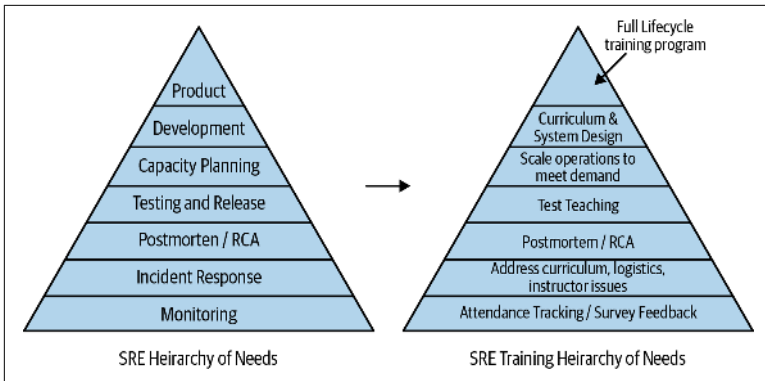 Product
Development
Capacity Planning
Testing and Release
Postmorten / RCA
Incident Response
Monitoring
SRE Heirarchy of Needs
Full Lifecycle
training program
Curriculum &
System Design
Scale operations to
meet demand
Test Teaching
Postmortem / RCA
Address curriculum, logistics,
instructor issues
Attendance Tracking / Survey Feedback
SRE Training Heirarchy of Needs